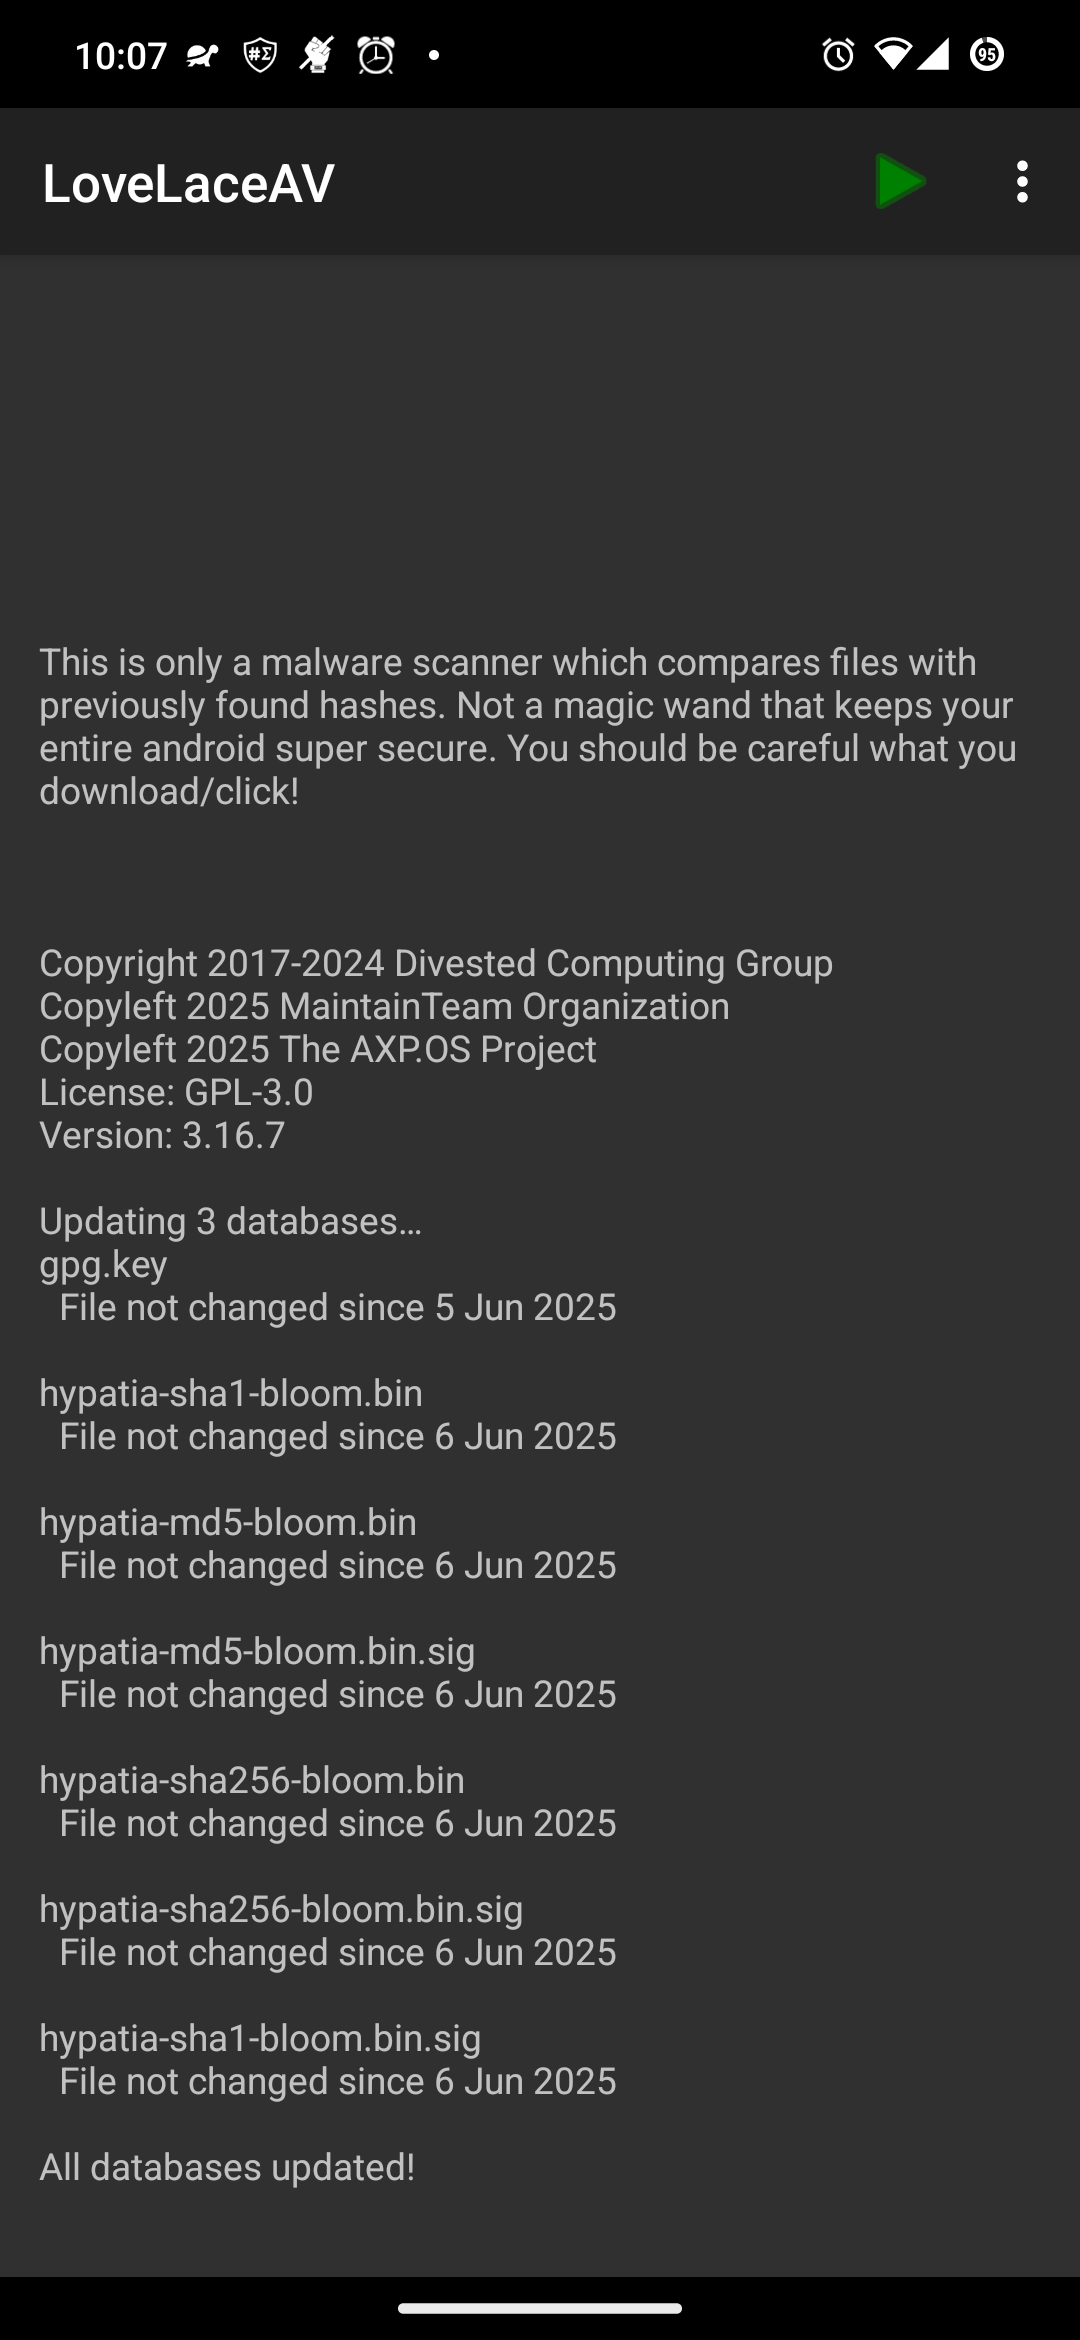 10:07
#Σ
95
LoveLaceAV
This is only a malware scanner which compares files with
previously found hashes. Not a magic wand that keeps your
entire android super secure. You should be careful what you
download/click!
Copyright 2017-2024 Divested Computing Group
Copyleft 2025 MaintainTeam Organization
Copyleft 2025 The AXP.OS Project
License: GPL-3.0
Version: 3.16.7
Updating 3 databases…
gpg.key
File not changed since 5 Jun 2025
hypatia-sha1-bloom.bin
File not changed since 6 Jun 2025
hypatia-md5-bloom.bin
File not changed since 6 Jun 2025
hypatia-md5-bloom.bin.sig
File not changed since 6 Jun 2025
hypatia-sha256-bloom.bin
File not changed since 6 Jun 2025
hypatia-sha256-bloom.bin.sig
File not changed since 6 Jun 2025
hypatia-sha1-bloom.bin.sig
File not changed since 6 Jun 2025
All databases updated!